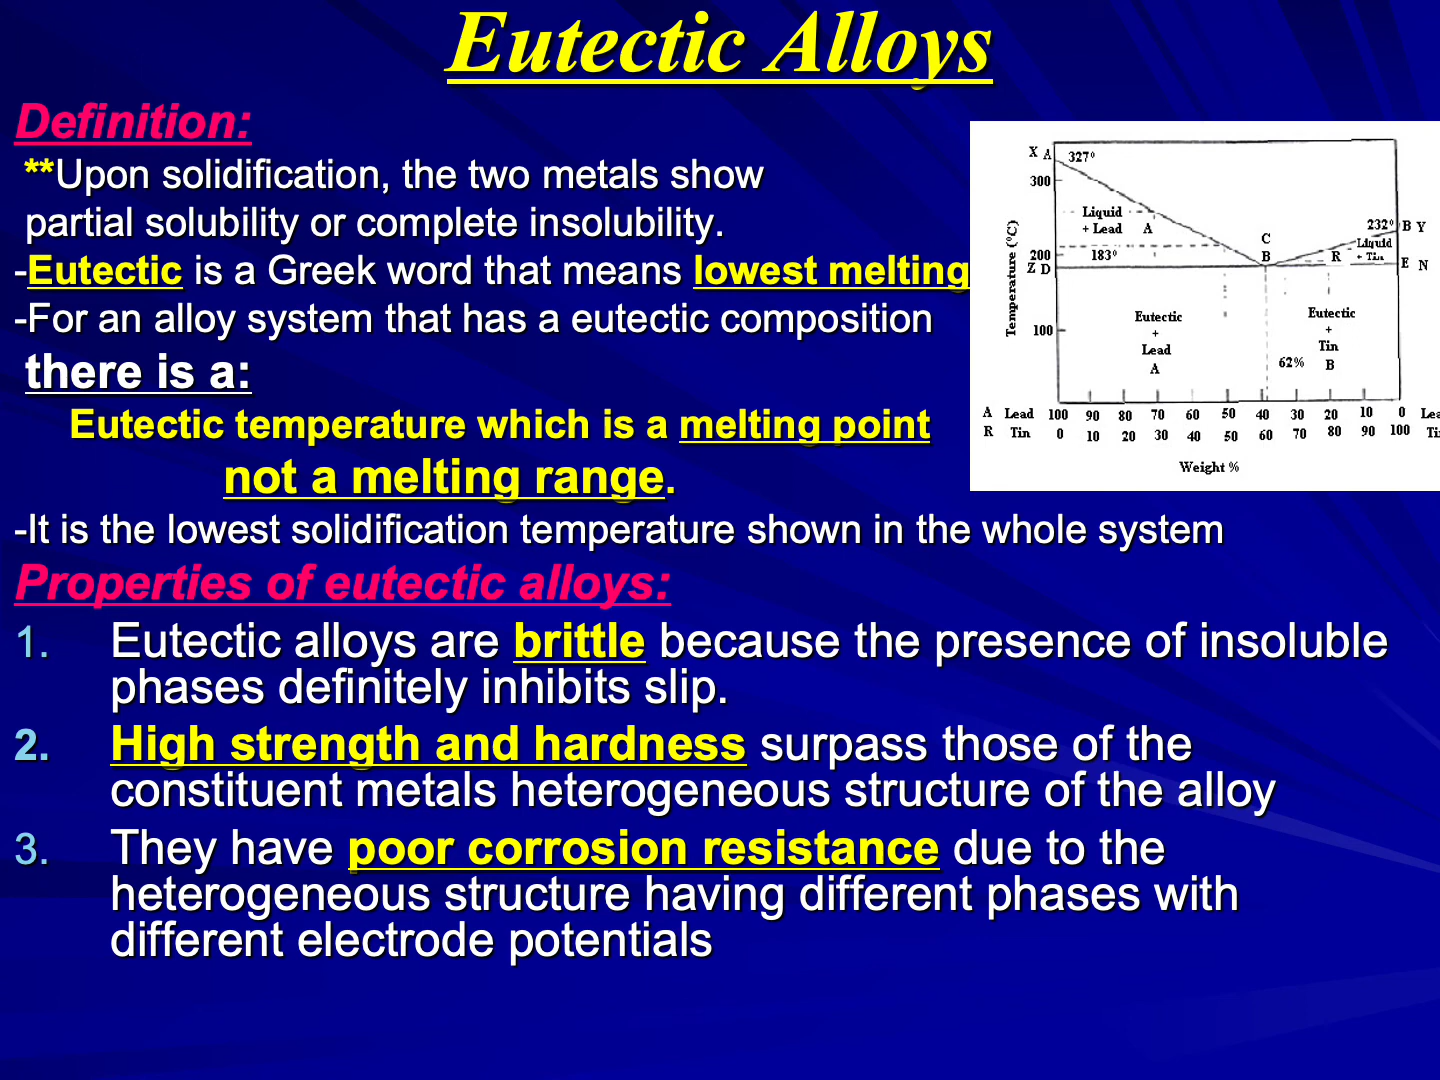 Eutectic Alloys
Definition:
**Upon solidification, the two metals show
partial solubility or complete insolubility.
-Eutectic is a Greek word that means lowest melting
-For an alloy system that has a eutectic composition
there is a:
Eutectic temperature which is a melting point
not a melting range.
-It is the lowest solidification temperature shown in the whole system
Properties of eutectic alloys:
1. Eutectic alloys are brittle because the presence of insoluble
phases definitely inhibits slip.
2. High strength and hardness surpass those of the
constituent metals heterogeneous structure of the alloy
3. They have poor corrosion resistance due to the
heterogeneous structure having different phases with
different electrode potentials
X A 327°
300
Liquid
+ Lead A
232° B Y
Liquid
+ Tin
C
B
R
200
183°
Z D
E N
Temperature (°C)
100
Eutectic
+
Lead
A
Eutectic
+
Tin
B
62%
A Lead 100 90 80 70 60 50 40 30 20 10 0 Lea
R Tin 0 10 20 30 40 50 60 70 80 90 100 Ti
Weight %